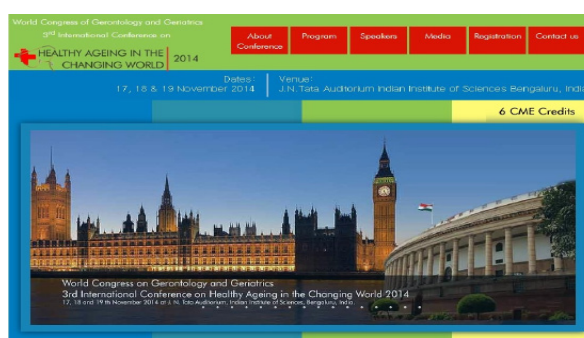 World Congress of Gerontology and Geriatrics
3rd International Conference on
HEALTHY AGEING IN THE
CHANGING WORLD
2014
About
Conference
Program
Speakers
Media
Registration
Contact us
Dates:
17, 18 & 19 November 2014
Venue:
J.N.Tata Auditorium Indian Institute of Sciences Bengaluru, India
6 CME Credits
World Congress on Gerontology and Geriatrics
3rd International Conference on Healthy Ageing in the Changing World 2014
17, 18 and 19 th November 2014 at J. N. Tata Auditorium, Indian Institute of Sciences, Bengaluru, India